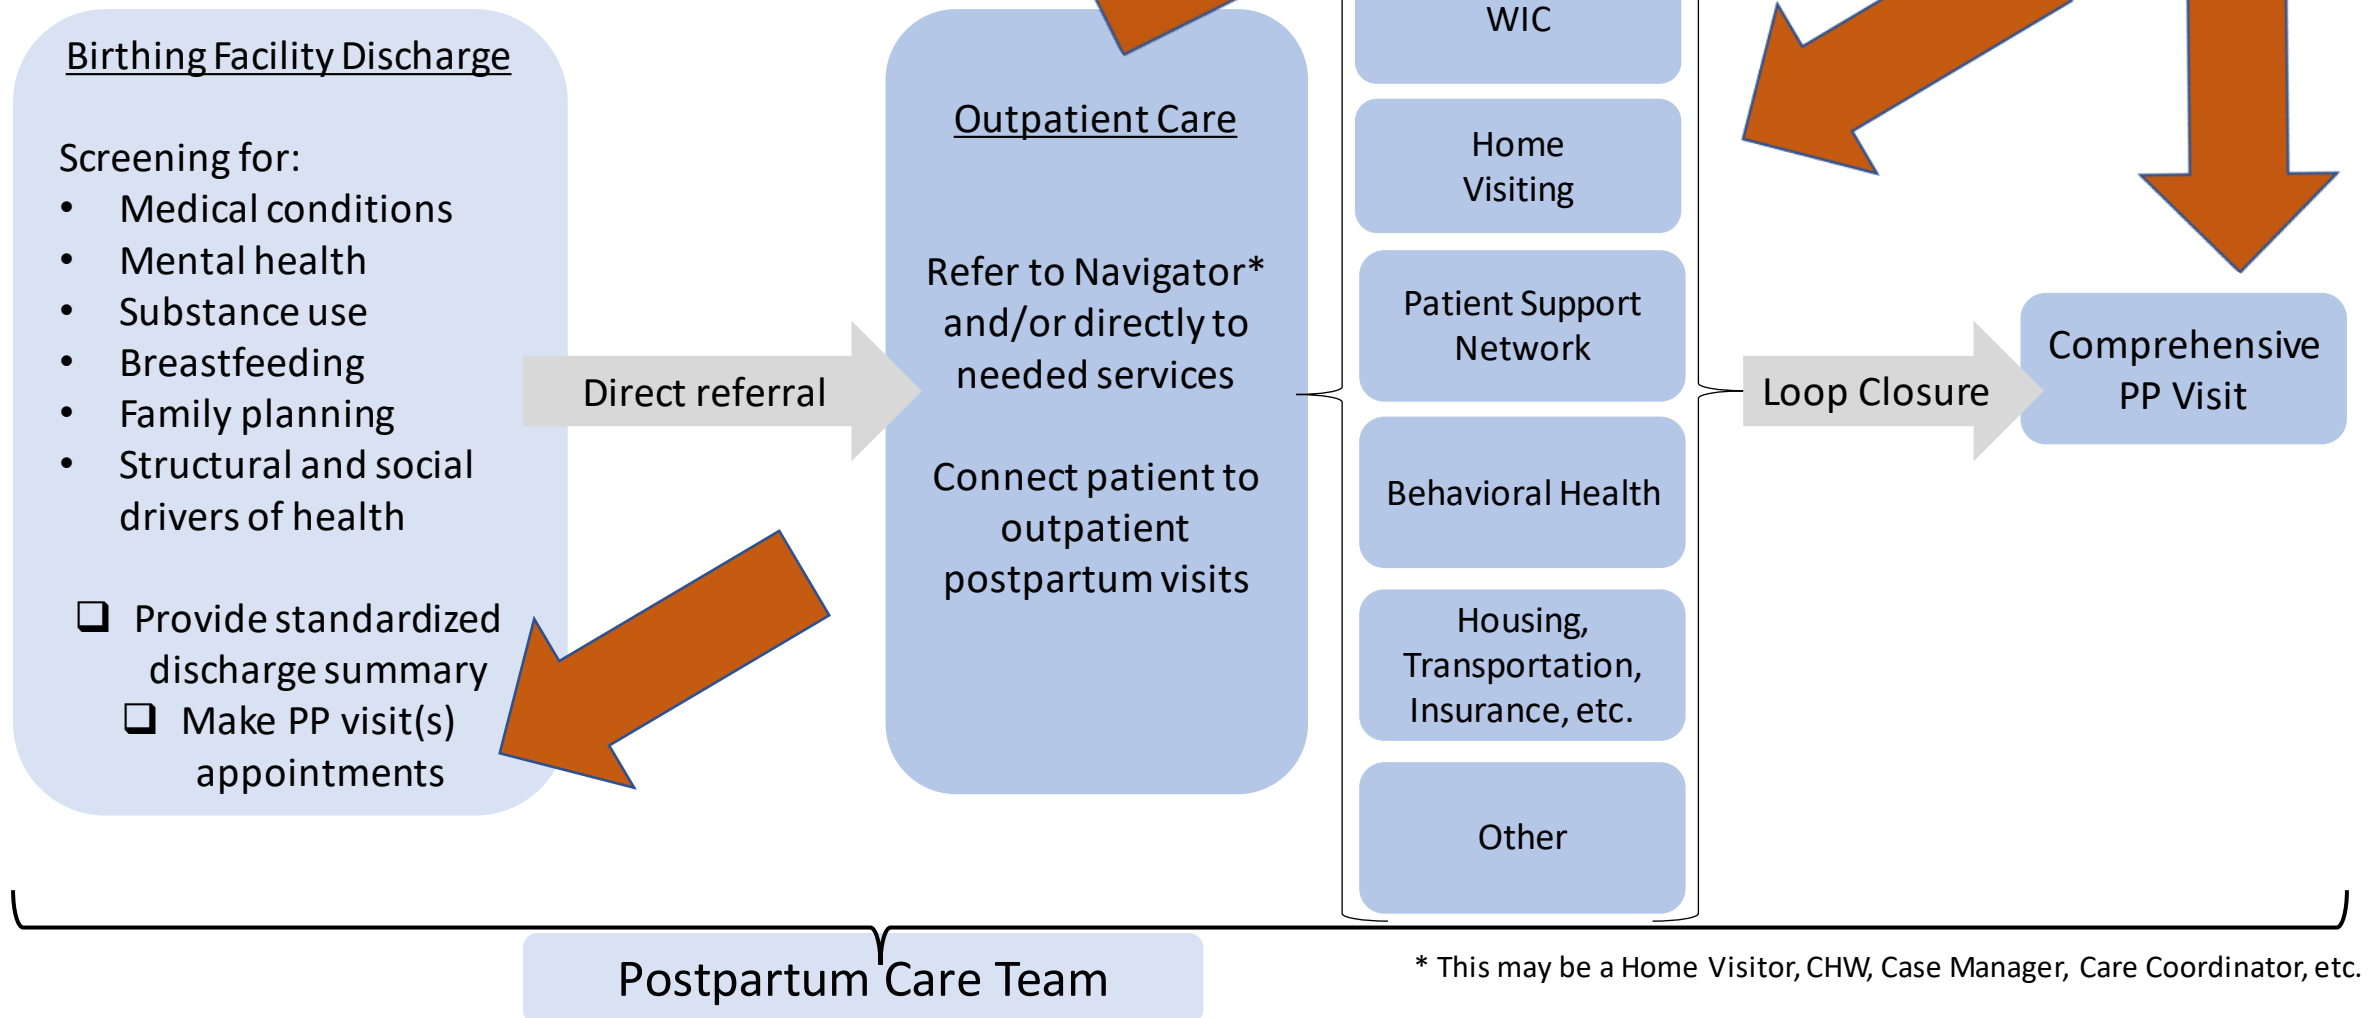 Birthing Facility Discharge
Screening for:
• Medical conditions
• Mental health
• Substance use
• Breastfeeding
• Family planning
• Structural and social
drivers of health
❑ Provide standardized
discharge summary
❑ Make PP visit(s)
appointments
Direct referral
Outpatient Care
Refer to Navigator*
and/or directly to
needed services
Connect patient to
outpatient
postpartum visits
WIC
Home
Visiting
Patient Support
Network
Behavioral Health
Housing,
Transportation,
Insurance, etc.
Other
Loop Closure
Comprehensive
PP Visit
Postpartum Care Team
* This may be a Home Visitor, CHW, Case Manager, Care Coordinator, etc.